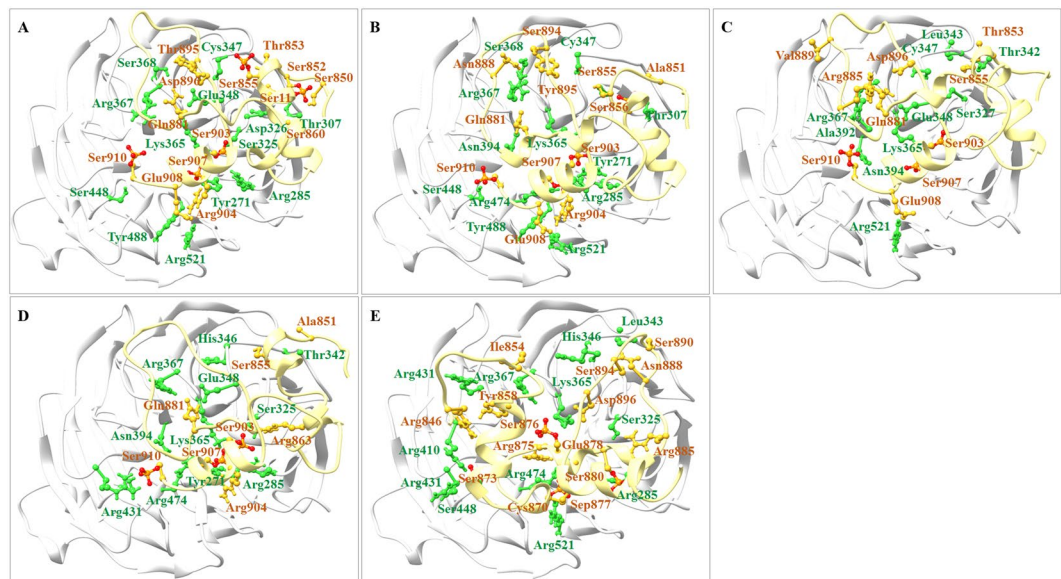 A
Thr895
Cys347
Thr853
Ser368
Ser852
Asp896
Ser855
Ser850
Glu348
Ser11
Arg367
Gln881
Asp326
Thr307
Ser903
Ser860
Lys365
Ser325
Ser910
Ser907
Glu908
Ser448
Arg285
Tyr271
Arg904
Tyr488
Arg521
B
Ser894
Ser368
Cy347
Asn888
Ser855
Ala851
Arg367
Tyr895
Ser856
Thr307
Gln881
Lys365
Ser903
Asn394
Ser907
Tyr271
Ser910
Ser448
Arg285
Arg474
Arg904
Tyr488
Glu908
Arg521
C
Leu343
Thr853
Val889
Asp896
Cy347
Thr342
Arg885
Ser855
Arg367
Gln881
Glu348
Ser327
Ala392
Lys365
Ser903
Ser910
Asn394
Ser907
Glu908
Arg521
D
Ala851
His346
Thr342
Ser855
Arg367
Glu348
Gln881
Ser325
Ser903
Asn394
Lys365
Arg863
Ser910
Ser907
Tyr271
Arg285
Arg474
Arg431
Arg904
E
Leu343
His346
Ser890
Ile854
Arg431
Arg367
Ser894
Asn888
Lys365
Tyr858
Asp896
Arg846
Ser876
Ser325
Arg875
Glu878
Arg885
Arg410
Arg474
Ser873
Ser880
Arg431
Arg285
Ser448
Cys870
Sep877
Arg521